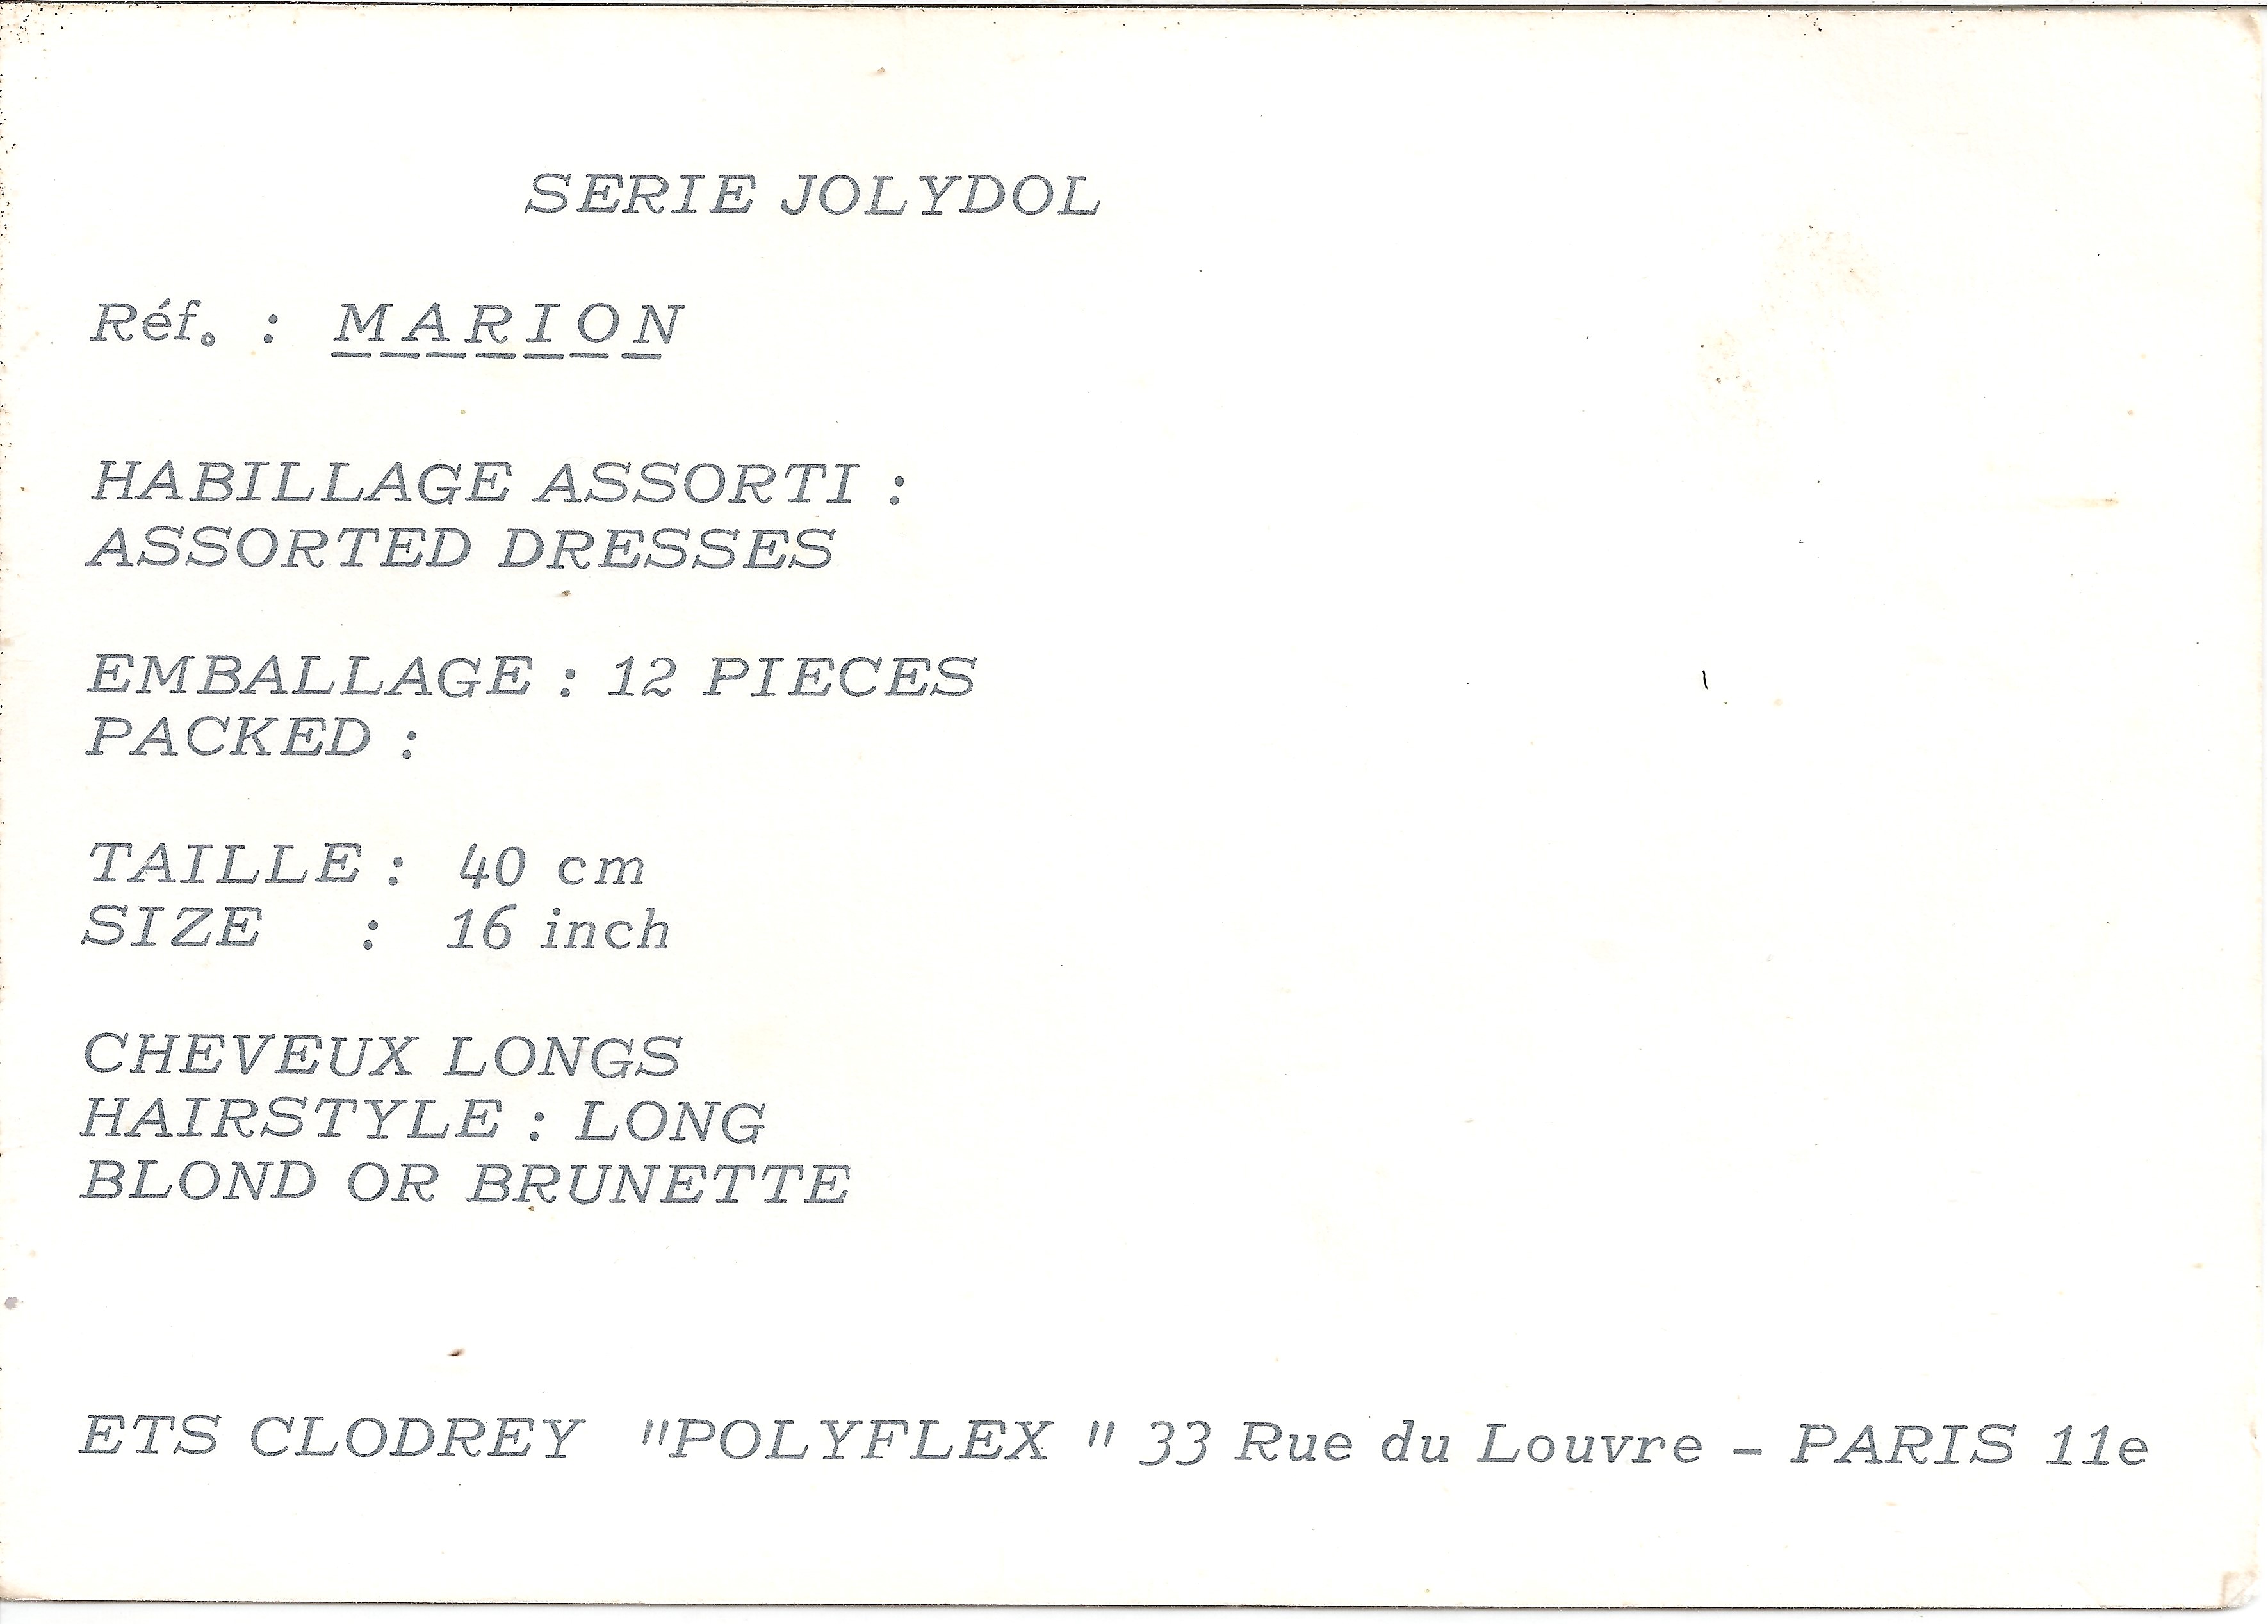 SERIE JOLYDOL
Réf. : MARION
HABILLAGE ASSORTI :
ASSORTED DRESSES
EMBALLAGE : 12 PIECES
PACKED :
TAILLE : 40 cm
SIZE : 16 inch
CHEVEUX LONGS
HAIRSTYLE : LONG
BLOND OR BRUNETTE
ETS CLODREY "POLYFLEX " 33 Rue du Louvre - PARIS 11e